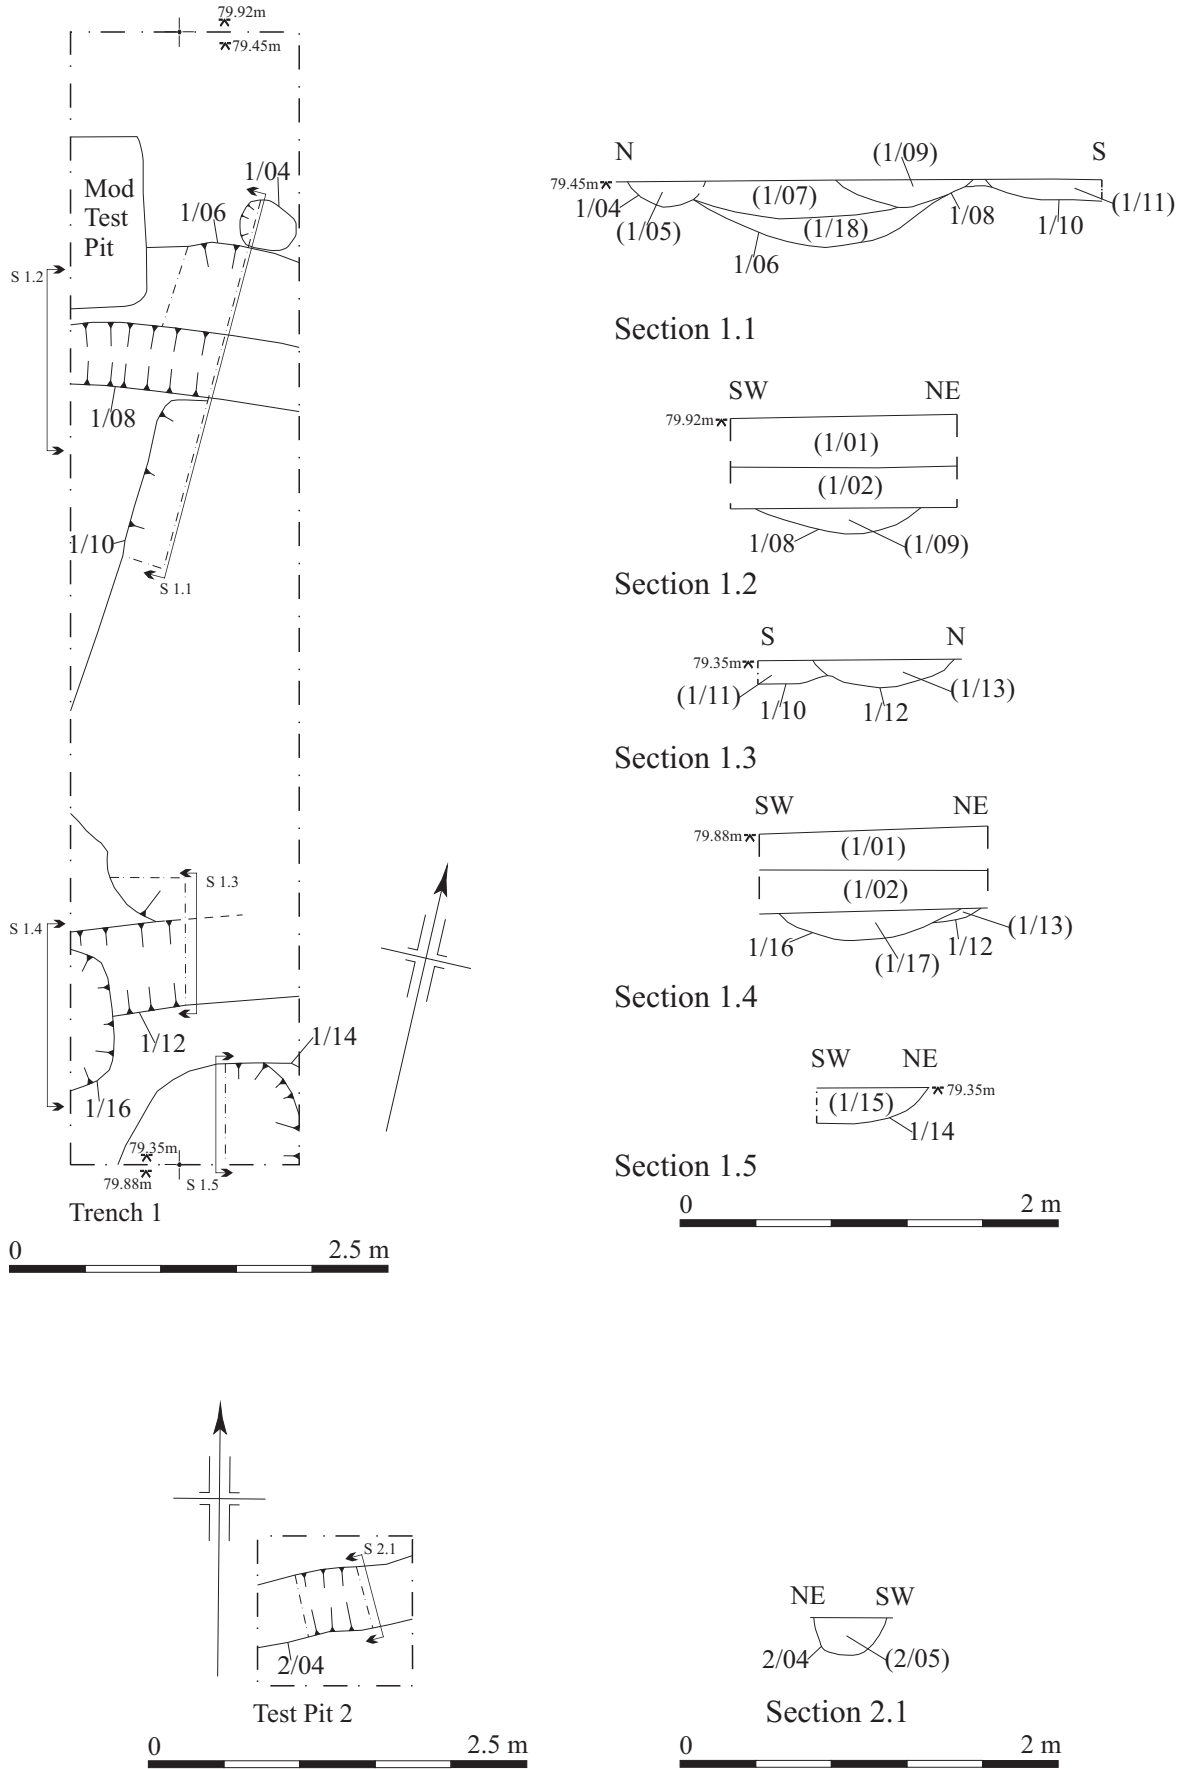 79.92m
79.45m
1/04
Mod
Test
Pit
1/06
S 1.2
1/08
1/10
S 1.1
S 1.3
S 1.4
1/12
1/14
1/16
79.35m
79.88m
S 1.5
Trench 1
0 2.5 m
N (1/09) S
79.45m
1/04
(1/07)
(1/05)
(1/18)
1/08
1/10
(1/11)
1/06
Section 1.1
SW NE
79.92m
(1/01)
(1/02)
1/08
(1/09)
Section 1.2
S N
79.35m
(1/11)
(1/13)
1/10
1/12
Section 1.3
SW NE
79.88m
(1/01)
(1/02)
(1/13)
1/16
1/12
(1/17)
Section 1.4
SW NE
79.35m
(1/15)
1/14
Section 1.5
0 2 m
S 2.1
2/04
Test Pit 2
0 2.5 m
NE SW
2/04
(2/05)
Section 2.1
0 2 m